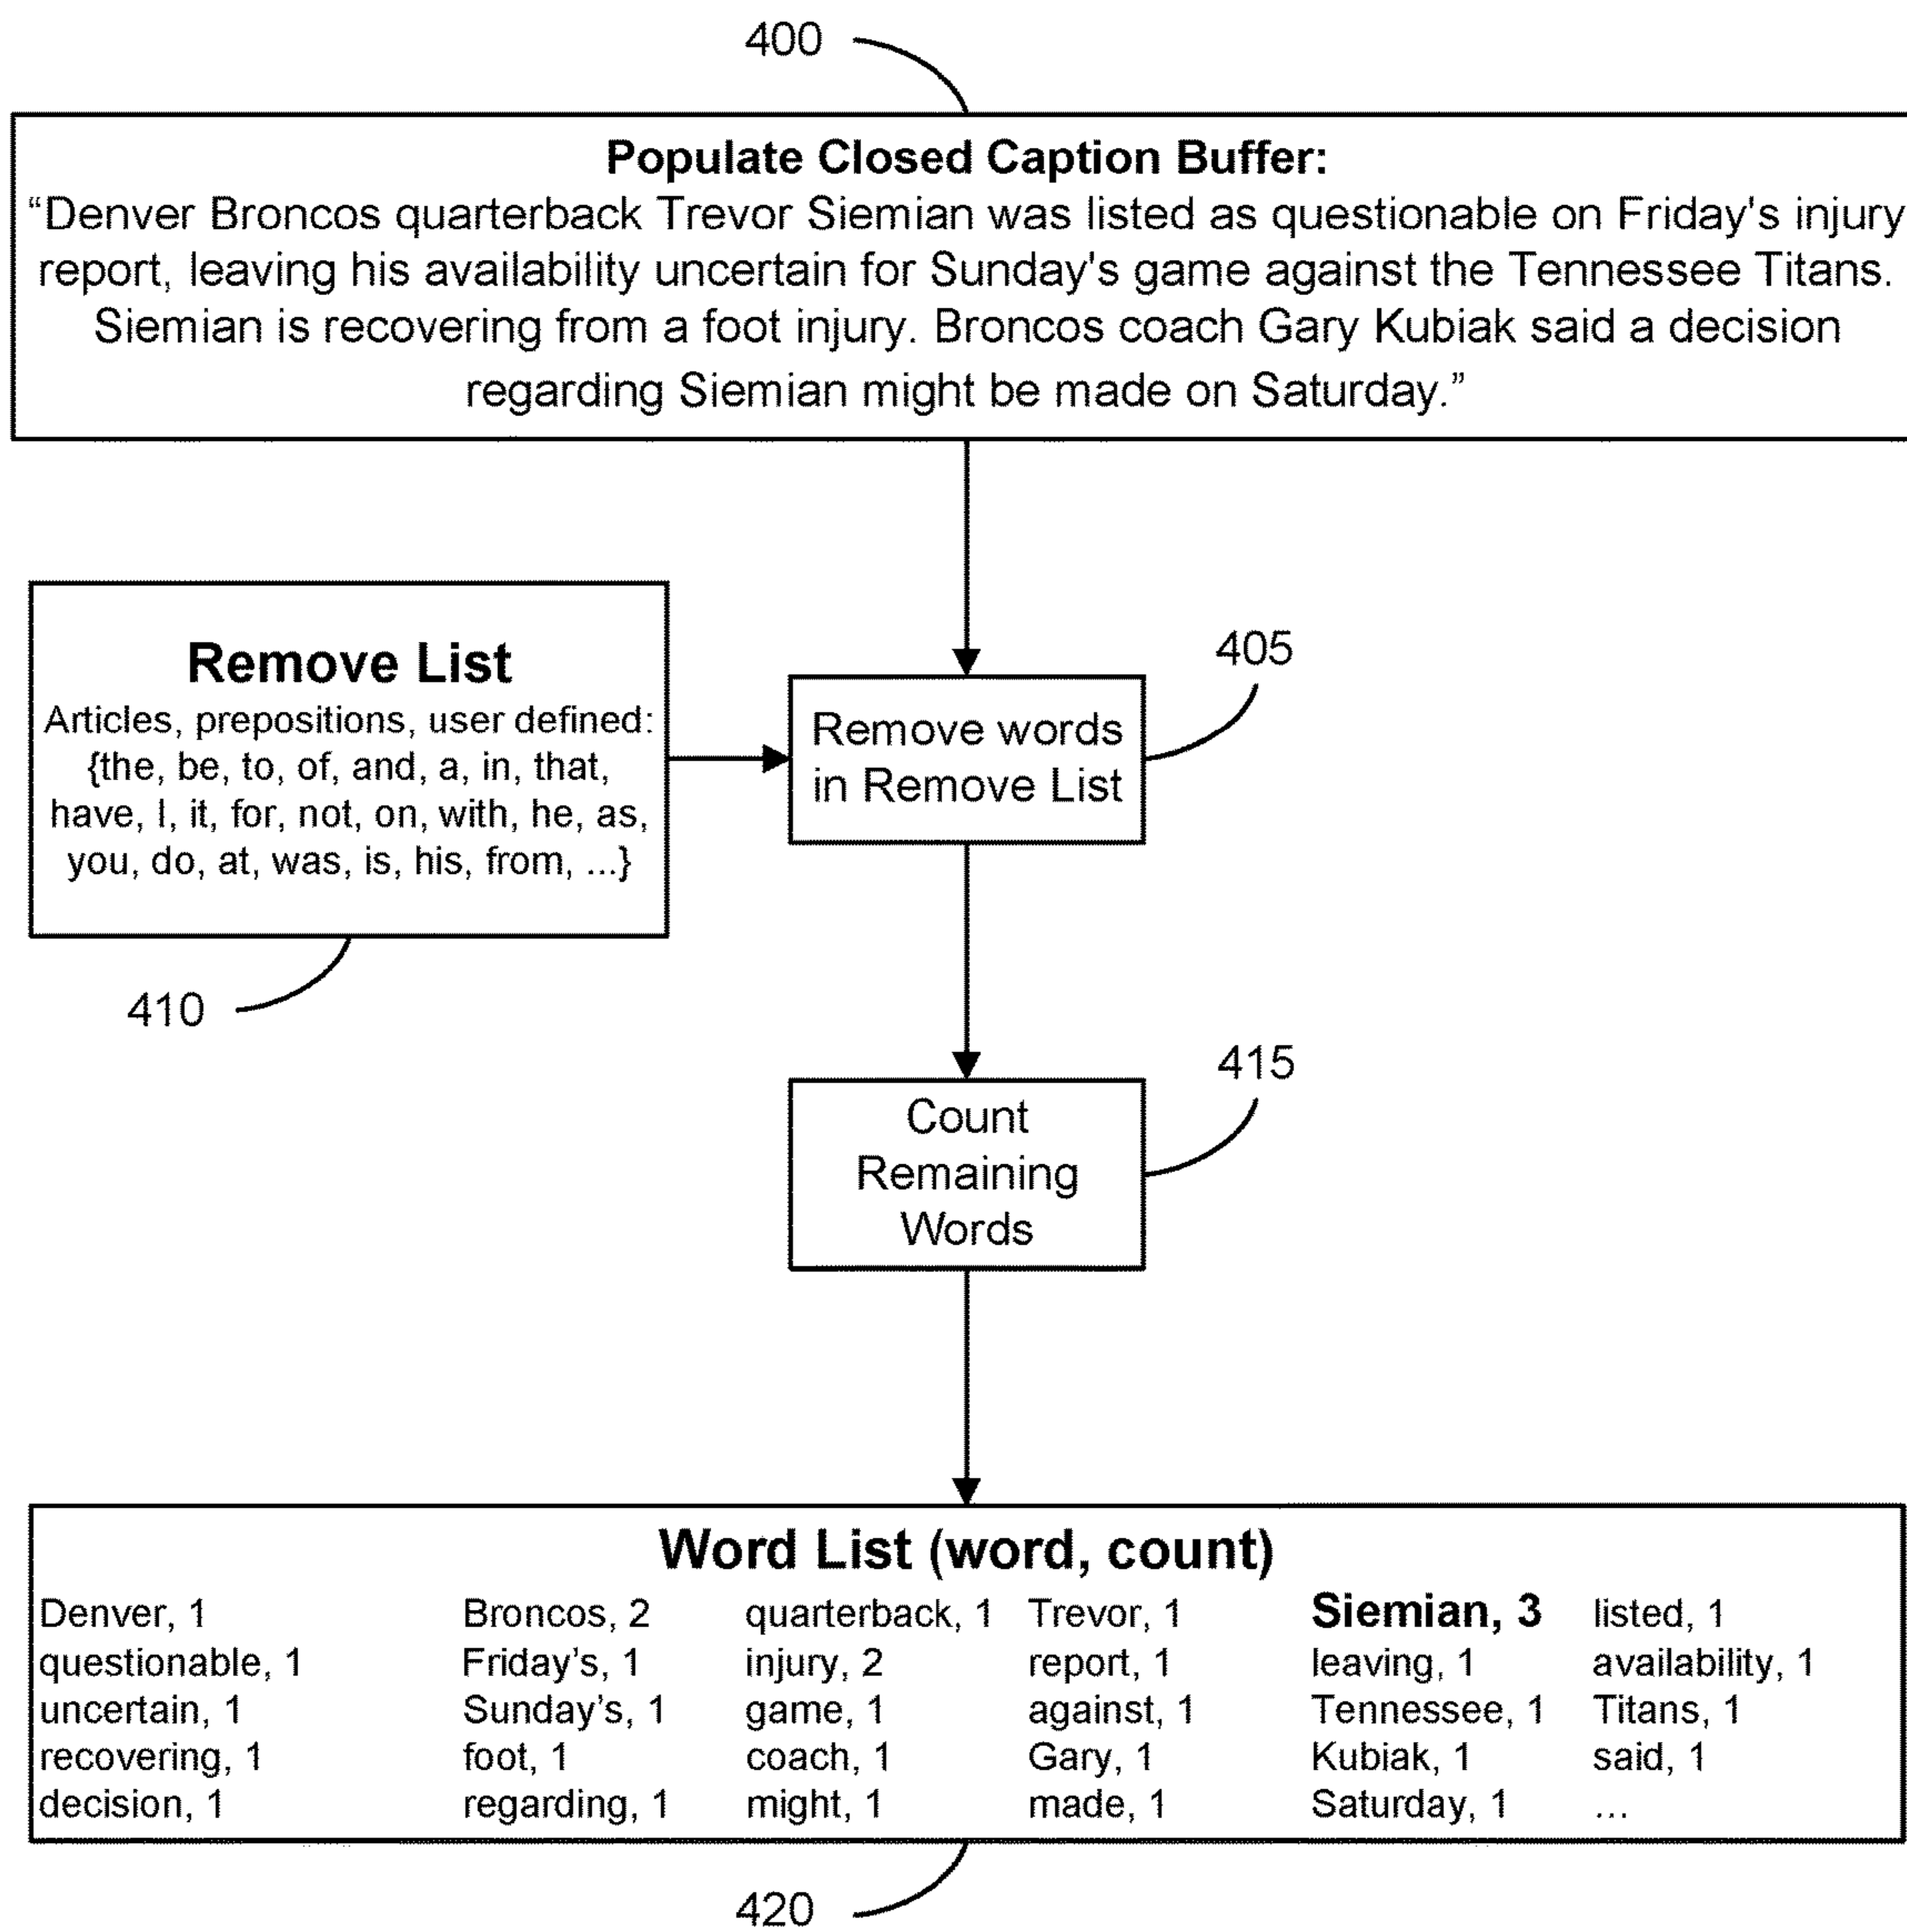 400
Populate Closed Caption Buffer:
“Denver Broncos quarterback Trevor Siemian was listed as questionable on Friday's injury
report, leaving his availability uncertain for Sunday's game against the Tennessee Titans.
Siemian is recovering from a foot injury. Broncos coach Gary Kubiak said a decision
regarding Siemian might be made on Saturday.”
Remove List
Articles, prepositions, user defined:
{the, be, to, of, and, a, in, that,
have, I, it, for, not, on, with, he, as,
you, do, at, was, is, his, from, ...}
410
405
Remove words
in Remove List
415
Count
Remaining
Words
Word List (word, count)
Denver, 1 Broncos, 2 quarterback, 1 Trevor, 1 Siemian, 3 listed, 1
questionable, 1 Friday’s, 1 injury, 2 report, 1 leaving, 1 availability, 1
uncertain, 1 Sunday’s, 1 game, 1 against, 1 Tennessee, 1 Titans, 1
recovering, 1 foot, 1 coach, 1 Gary, 1 Kubiak, 1 said, 1
decision, 1 regarding, 1 might, 1 made, 1 Saturday, 1 ...
420